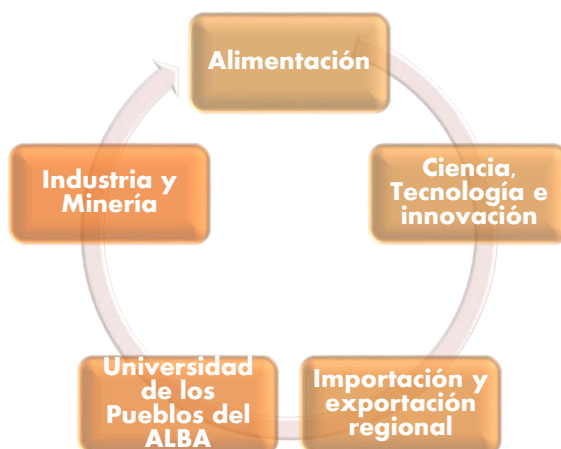 Alimentación
Ciencia,
Tecnología e
innovación
Importación y
exportación
regional
Universidad
de los
Pueblos del
ALBA
Industria y
Minería